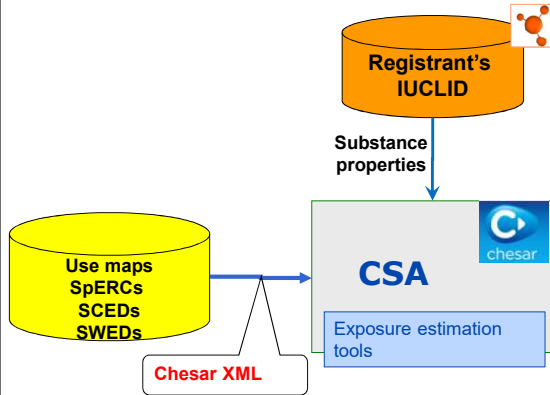 Registrant's
IUCLID
Substance
properties
chesar
Use maps
SpERCs
SCEDs
SWEDs
CSA
Exposure estimation
tools
Chesar XML